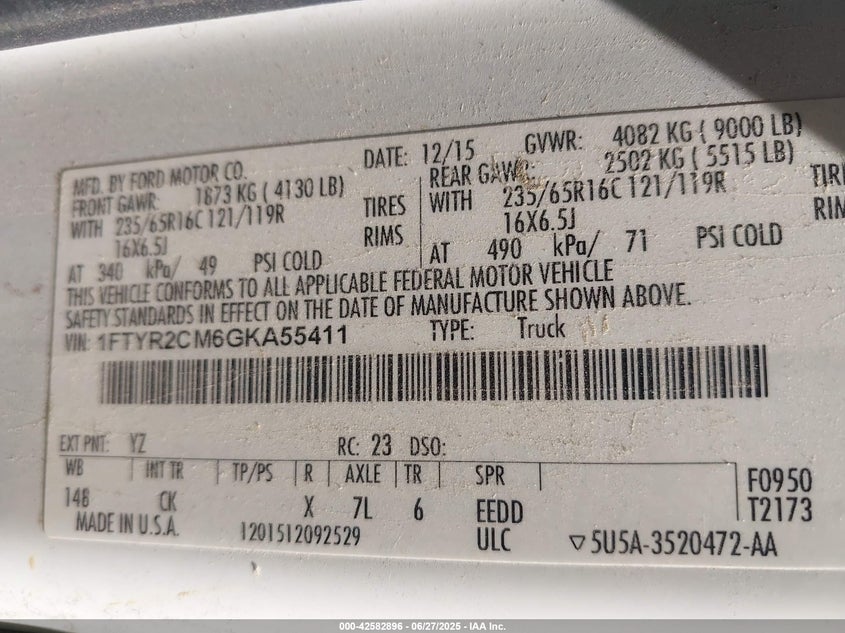 MFD. BY FORD MOTOR CO. DATE: 12/15 GVWR: 4082 KG ( 9000 LB)
FRONT GAWR: 1873 KG ( 4130 LB) REAR GAWR: 2502 KG ( 5515 LB)
WITH 235/65R16C 121/119R TIRES WITH 235/65R16C 121/119R TIRE
16X6.5J RIMS 16X6.5J RIMS
AT 340 kPa/ 49 PSI COLD AT 490 kPa/ 71 PSI COLD
THIS VEHICLE CONFORMS TO ALL APPLICABLE FEDERAL MOTOR VEHICLE
SAFETY STANDARDS IN EFFECT ON THE DATE OF MANUFACTURE SHOWN ABOVE.
VIN: 1FTYR2CM6GKA55411 TYPE: Truck
EXT PNT: YZ RC: 23 DSO:
WB INT TR TP/PS R AXLE TR SPR F0950
148 CK X 7L 6 EEDD T2173
MADE IN U.S.A. 1201512092529 ULC ▽5U5A-3520472-AA
000-42582896 - 06/27/2025 - IAA Inc.